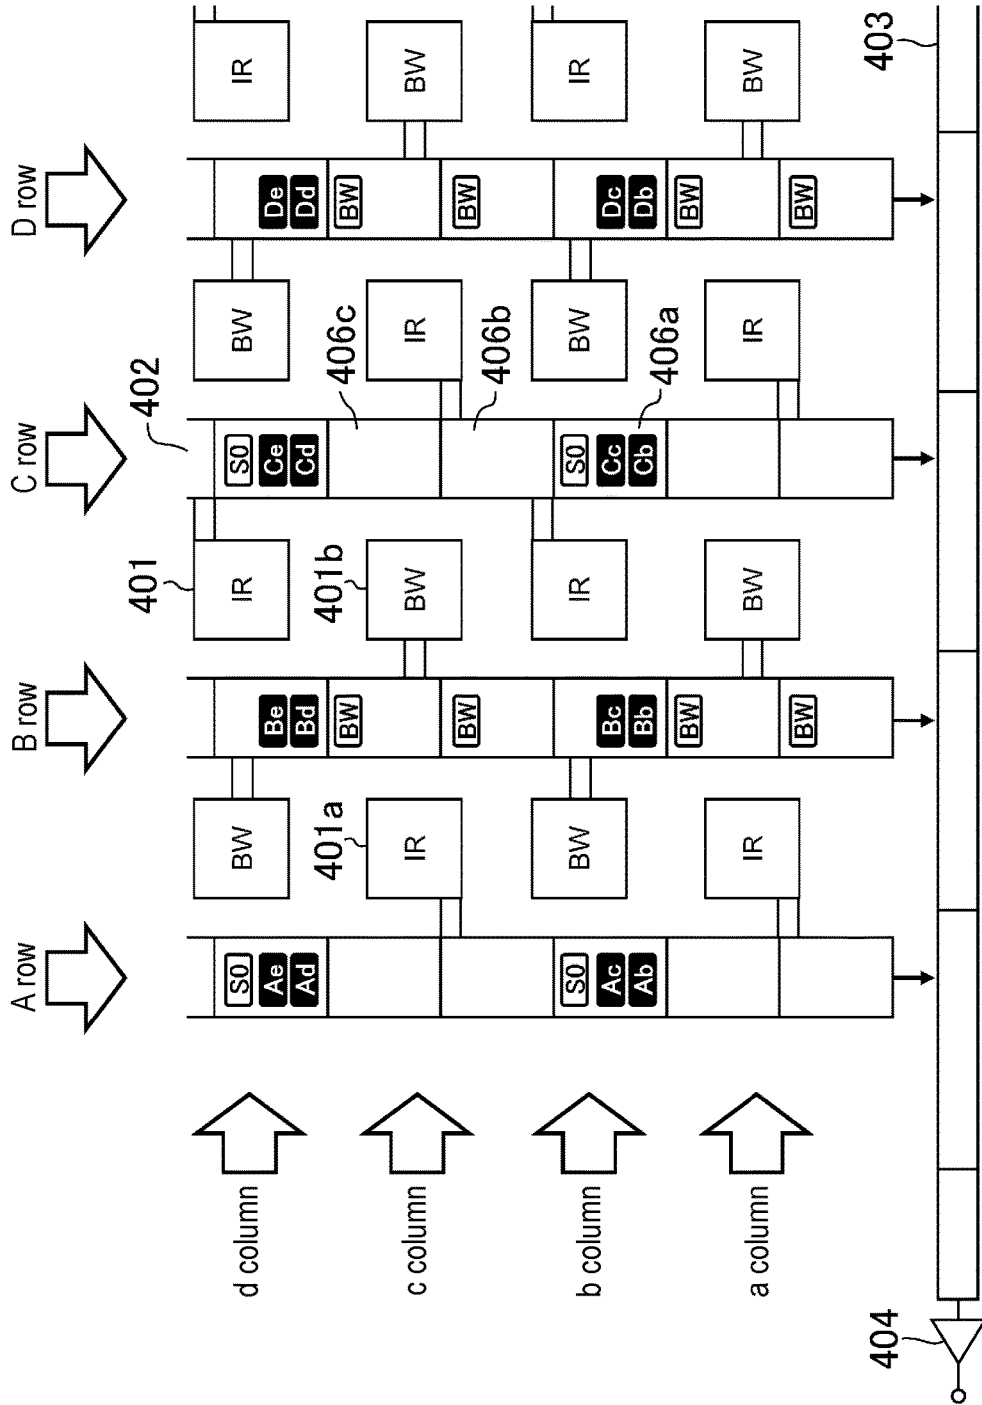 A row B row C row D row
401 402
S0 S0
d column BW IR BW IR
Ae Be Ce De
Ad Bd Cd Dd
401a BW 401b 406c BW
c column IR BW IR BW
BW 406b BW
S0 S0
b column BW IR BW IR
Ac Bc Cc Dc
Ab Bb Cb Db
406a
BW BW
a column IR BW IR BW
BW BW
404 403